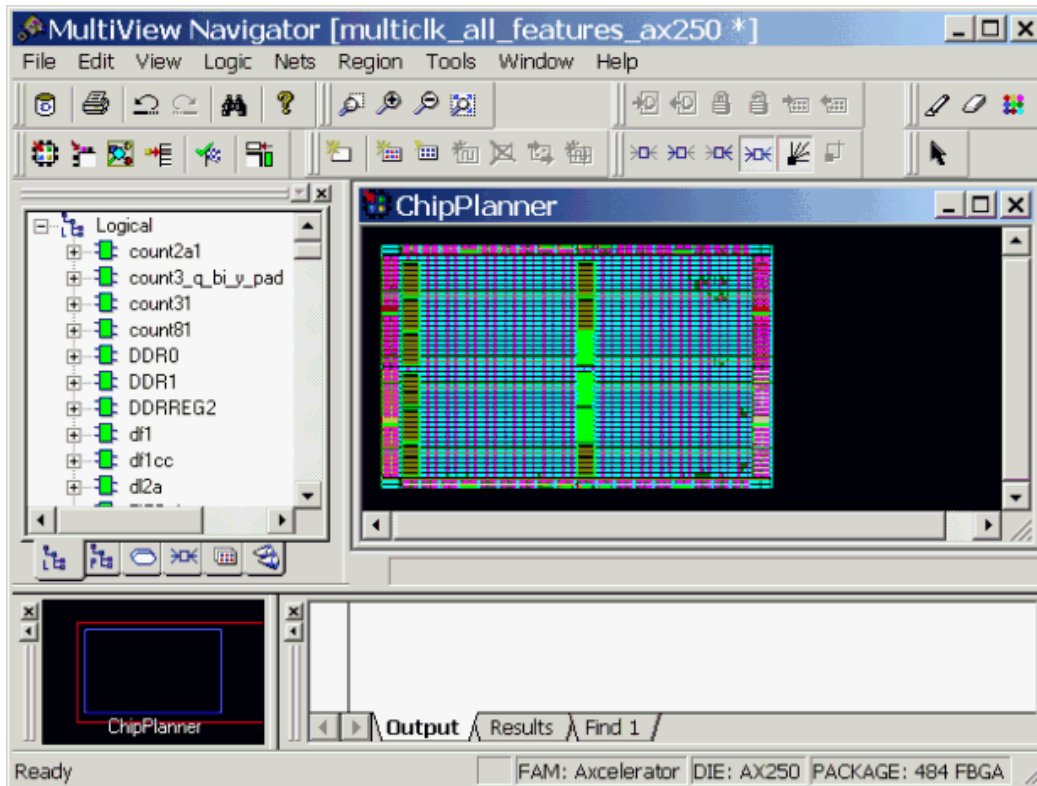 MultiView Navigator [multiclk_all_features_ax250 *]
File Edit View Logic Nets Region Tools Window Help
Logical
count2a1
count3_q_bi_y_pad
count31
count81
DDR0
DDR1
DDRREG2
df1
df1cc
dl2a
ChipPlanner
ChipPlanner
Output Results Find 1
Ready FAM: Axcelerator DIE: AX250 PACKAGE: 484 FBGA